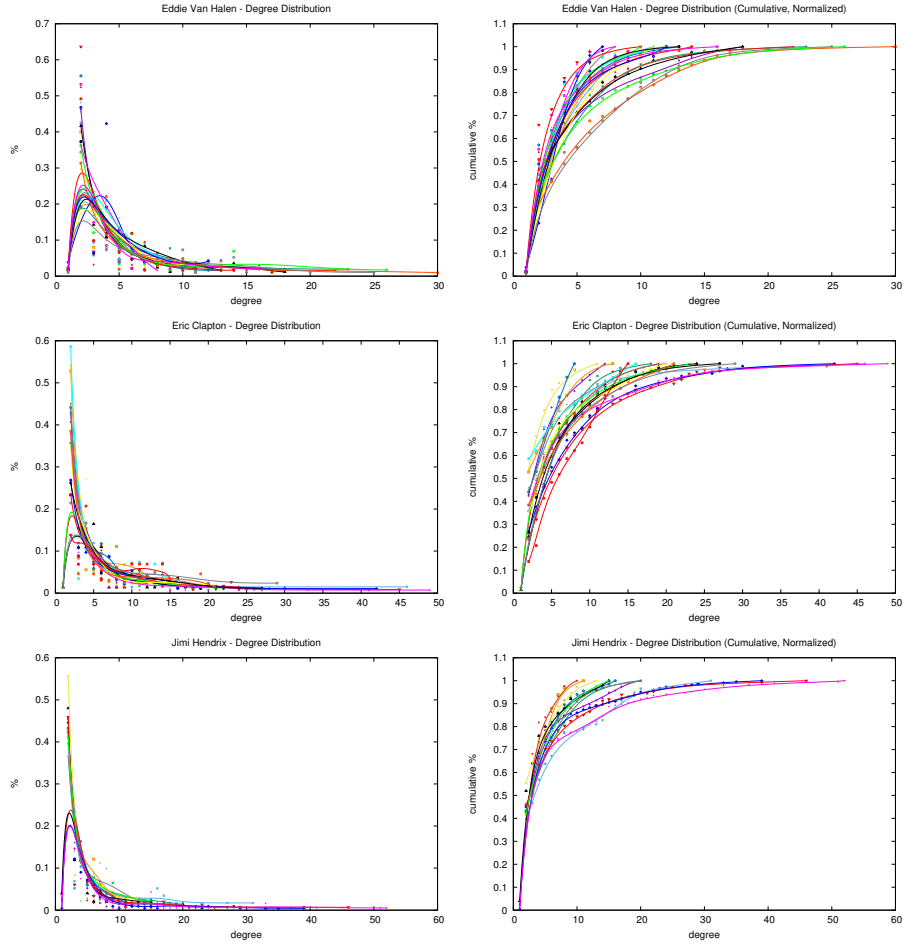 Eddie Van Halen - Degree Distribution
0.7
0.6
0.5
0.4
0.3
0.2
0.1
0
%
0 5 10 15 20 25 30
degree
Eddie Van Halen - Degree Distribution (Cumulative, Normalized)
1.1
1
0.9
0.8
0.7
0.6
0.5
0.4
0.3
0.2
0.1
0
cumulative %
0 5 10 15 20 25 30
degree
Eric Clapton - Degree Distribution
0.6
0.5
0.4
0.3
0.2
0.1
0
%
0 5 10 15 20 25 30 35 40 45 50
degree
Eric Clapton - Degree Distribution (Cumulative, Normalized)
1.1
1
0.9
0.8
0.7
0.6
0.5
0.4
0.3
0.2
0.1
0
cumulative %
0 5 10 15 20 25 30 35 40 45 50
degree
Jimi Hendrix - Degree Distribution
0.6
0.5
0.4
0.3
0.2
0.1
0
%
0 10 20 30 40 50 60
degree
Jimi Hendrix - Degree Distribution (Cumulative, Normalized)
1.1
1
0.9
0.8
0.7
0.6
0.5
0.4
0.3
0.2
0.1
0
cumulative %
0 10 20 30 40 50 60
degree